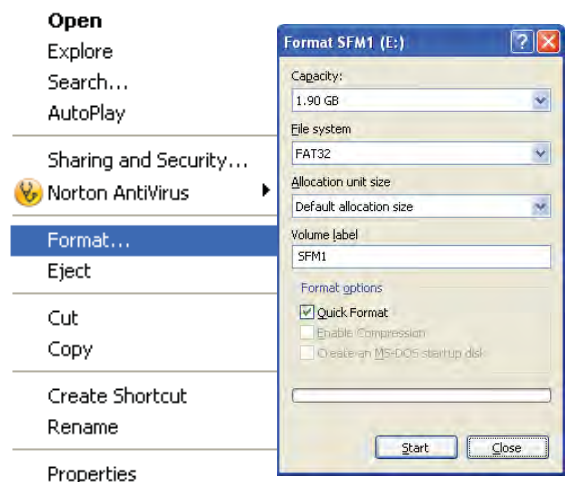 Open
Explore
Search...
AutoPlay
Sharing and Security...
Norton AntiVirus
Format...
Eject
Cut
Copy
Create Shortcut
Rename
Properties
Format SFM1 (E:)
Capacity:
1.90 GB
File system
FAT32
Allocation unit size
Default allocation size
Volume label
SFM1
Format options
Quick Format
Enable Compression
Create an MS-DOS startup disk
Start
Close